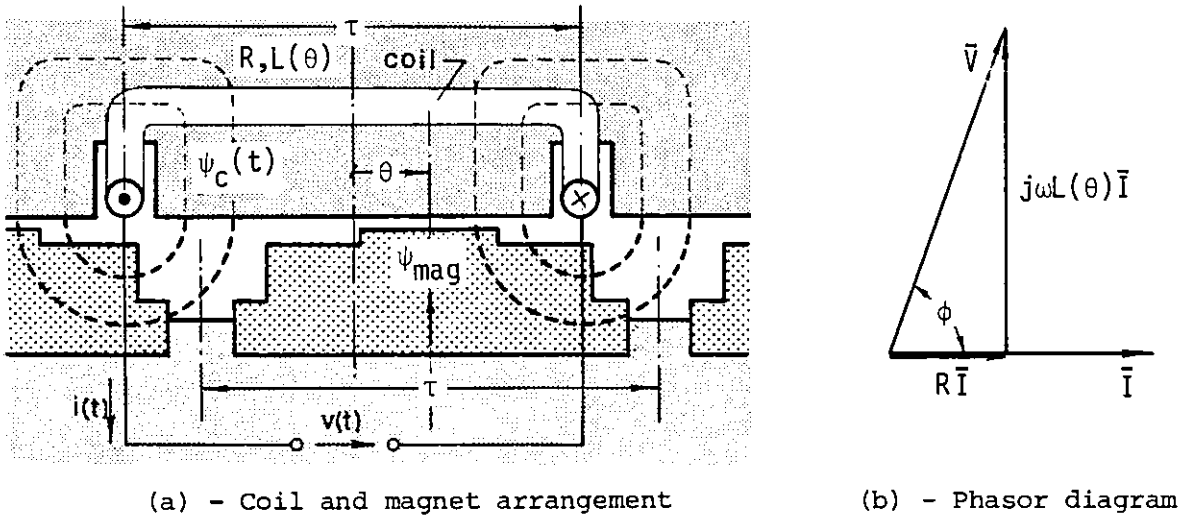 τ
R,L(θ)
coil
ψc(t)
θ
ψmag
τ
i(t)
v(t)
(a) - Coil and magnet arrangement
V̄
jωL(θ)Ī
φ
RĪ
Ī
(b) - Phasor diagram